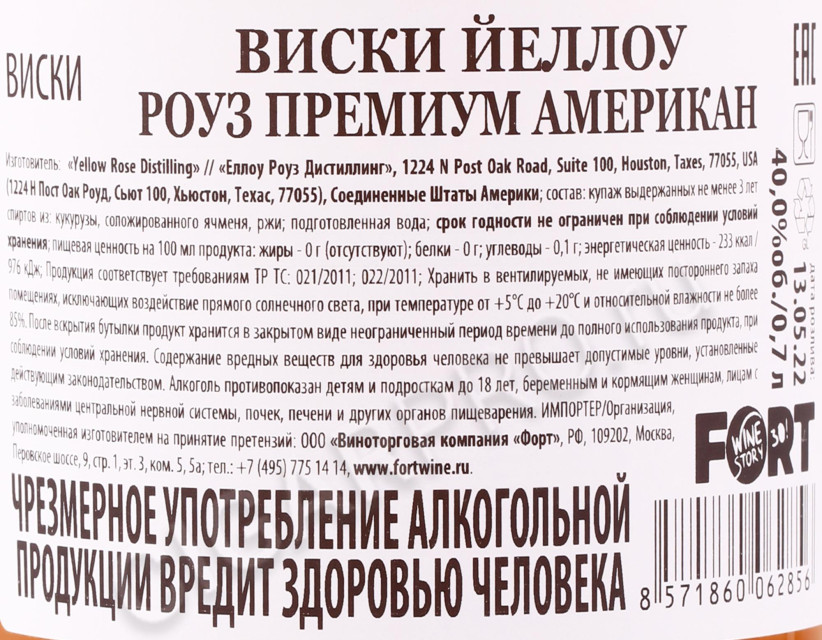 ВИСКИ
ВИСКИ ЙЕЛЛОУ
РОУЗ ПРЕМИУМ АМЕРИКАН
Изготовитель: «Yellow Rose Distilling» // «Еллоу Роуз Дистиллинг», 1224 N Post Oak Road, Suite 100, Houston, Taxes, 77055, USA
(1224 Н Пост Оак Роуд, Сьют 100, Хьюстон, Техас, 77055), Соединенные Штаты Америки; состав: купаж выдержанных не менее 3 лет
спиртов из: кукурузы, соложированного ячменя, ржи; подготовленная вода; срок годности не ограничен при соблюдении условий
хранения; пищевая ценность на 100 мл продукта: жиры - 0 г (отсутствуют); белки - 0 г; углеводы - 0,1 г; энергетическая ценность - 233 ккал /
976 кДж; Продукция соответствует требованиям ТР ТС: 021/2011; 022/2011; Хранить в вентилируемых, не имеющих постороннего запаха
помещениях, исключающих воздействие прямого солнечного света, при температуре от +5°С до +20°С и относительной влажности не более
85%. После вскрытия бутылки продукт хранится в закрытом виде неограниченный период времени до полного использования продукта, при
соблюдении условий хранения. Содержание вредных веществ для здоровья человека не превышает допустимые уровни, установленные
действующим законодательством. Алкоголь противопоказан детям и подросткам до 18 лет, беременным и кормящим женщинам, лицам с
заболеваниями центральной нервной системы, почек, печени и других органов пищеварения. ИМПОРТЕР/Организация,
уполномоченная изготовителем на принятие претензий: ООО «Виноторговая компания «Форт», РФ, 109202, Москва,
Перовское шоссе, 9, стр. 1, эт. 3, ком. 5, 5а; тел.: +7 (495) 775 14 14, www.fortwine.ru.
ЧРЕЗМЕРНОЕ УПОТРЕБЛЕНИЕ АЛКОГОЛЬНОЙ
ПРОДУКЦИИ ВРЕДИТ ЗДОРОВЬЮ ЧЕЛОВЕКА
EAC
40,0%об/0,7 л
Дата розлива:
13.05.22
FORT
WINE STORY 30!
8 571860 062856